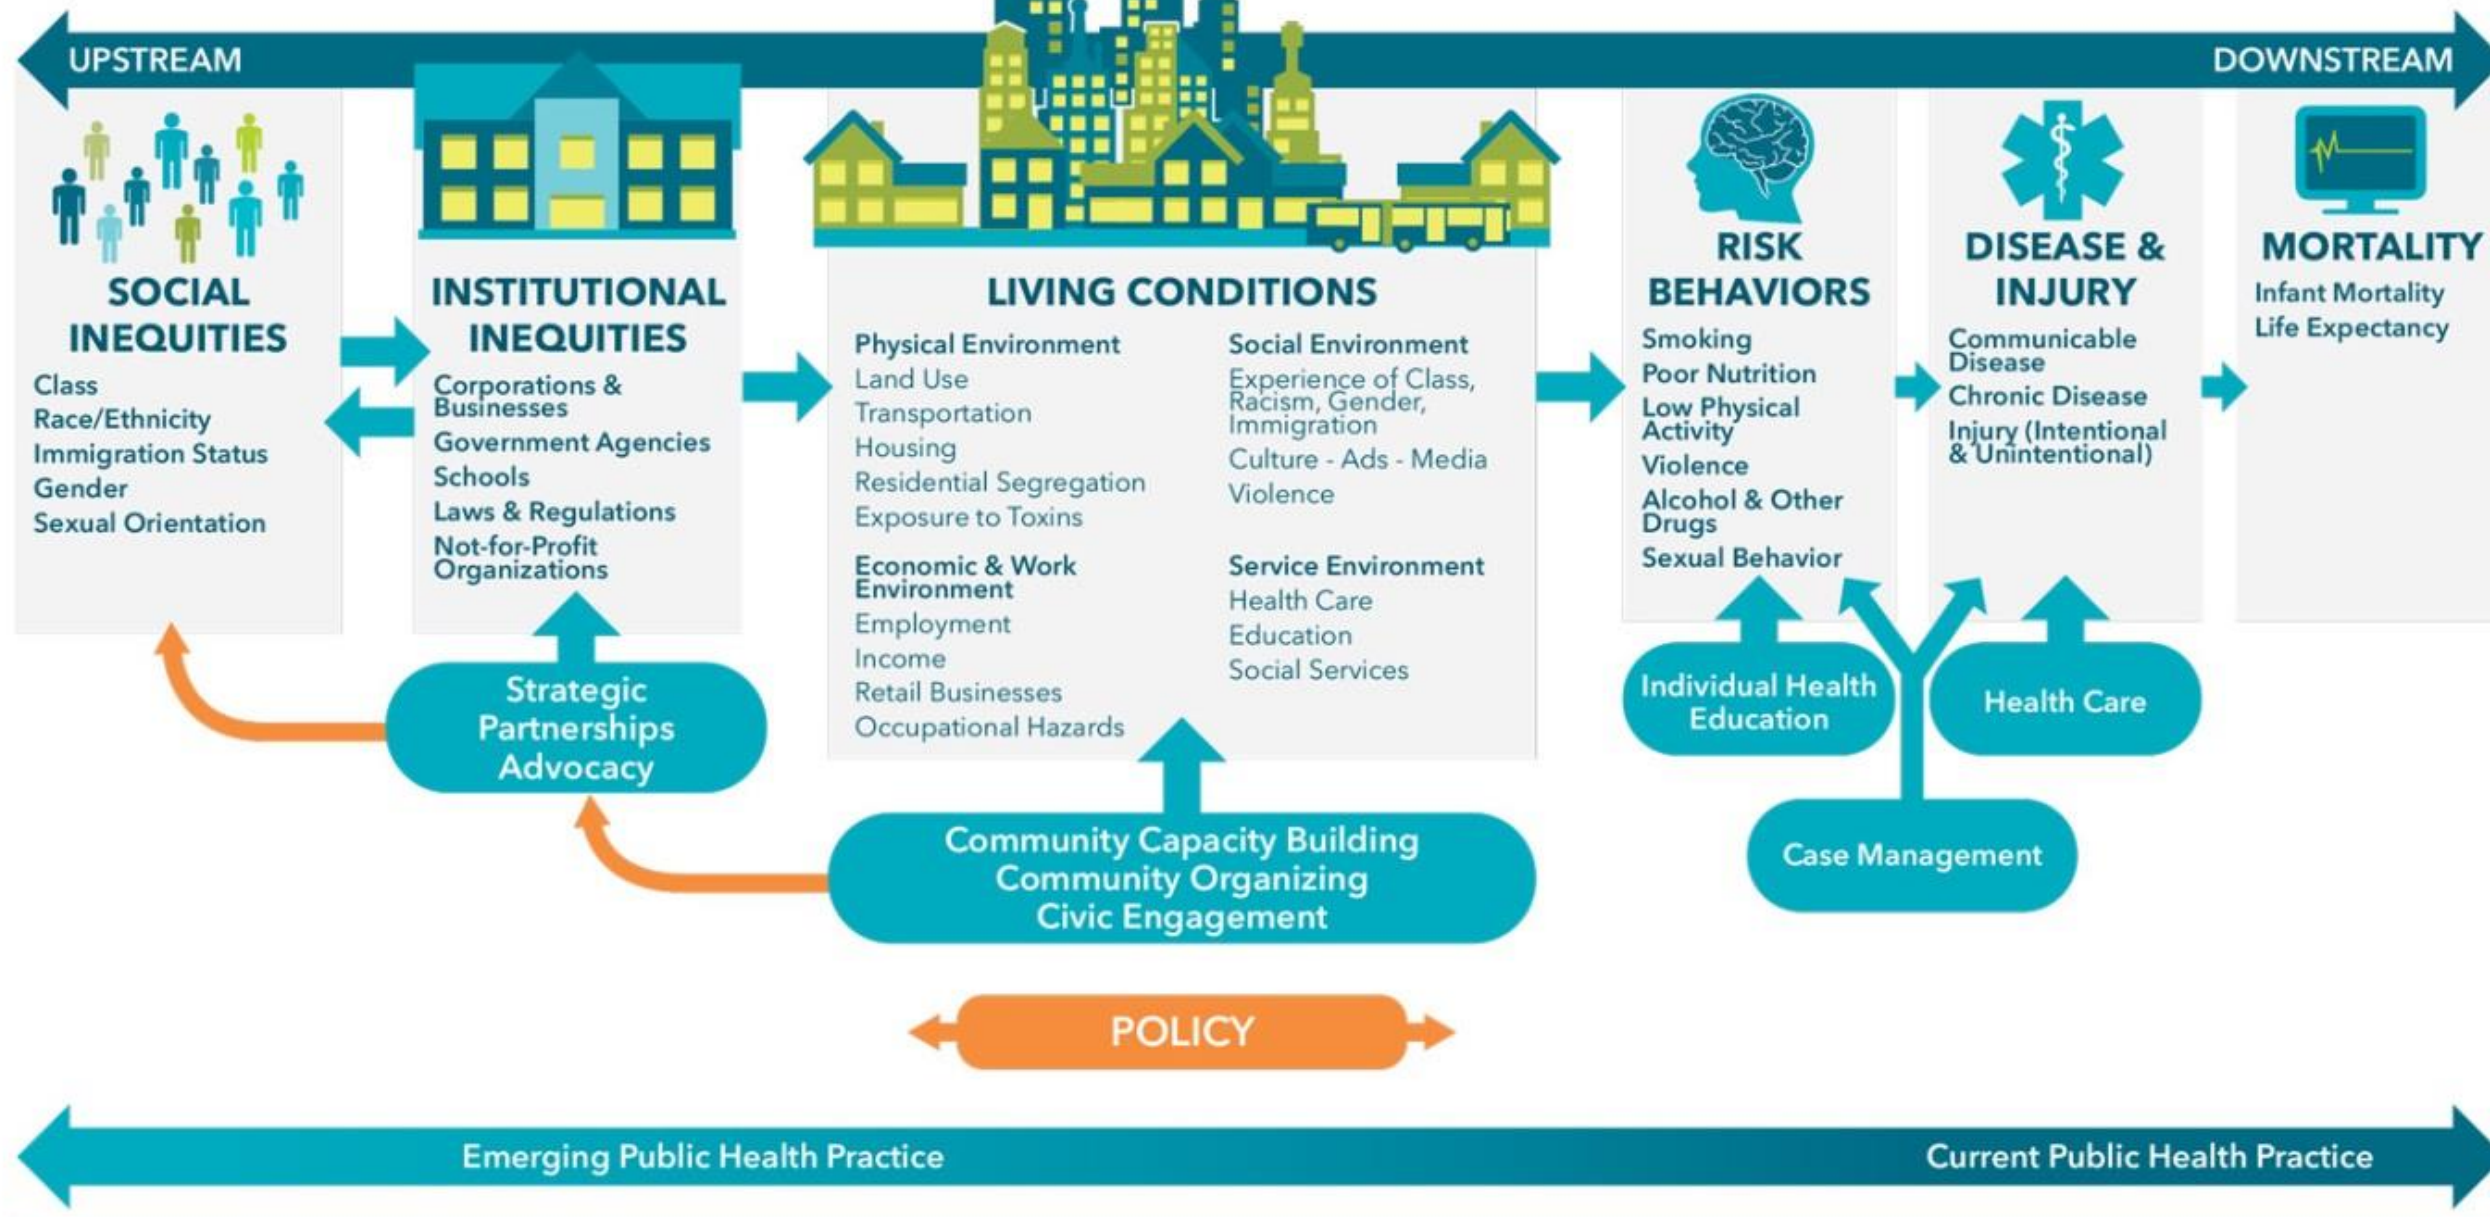 UPSTREAM
DOWNSTREAM
SOCIAL
INEQUITIES
Class
Race/Ethnicity
Immigration Status
Gender
Sexual Orientation
INSTITUTIONAL
INEQUITIES
Corporations &
Businesses
Government Agencies
Schools
Laws & Regulations
Not-for-Profit
Organizations
LIVING CONDITIONS
Physical Environment
Land Use
Transportation
Housing
Residential Segregation
Exposure to Toxins
Economic & Work
Environment
Employment
Income
Retail Businesses
Occupational Hazards
Social Environment
Experience of Class,
Racism, Gender,
Immigration
Culture - Ads - Media
Violence
Service Environment
Health Care
Education
Social Services
RISK
BEHAVIORS
Smoking
Poor Nutrition
Low Physical
Activity
Violence
Alcohol & Other
Drugs
Sexual Behavior
DISEASE &
INJURY
Communicable
Disease
Chronic Disease
Injury (Intentional
& Unintentional)
MORTALITY
Infant Mortality
Life Expectancy
Strategic
Partnerships
Advocacy
Community Capacity Building
Community Organizing
Civic Engagement
Individual Health
Education
Health Care
Case Management
POLICY
Emerging Public Health Practice
Current Public Health Practice